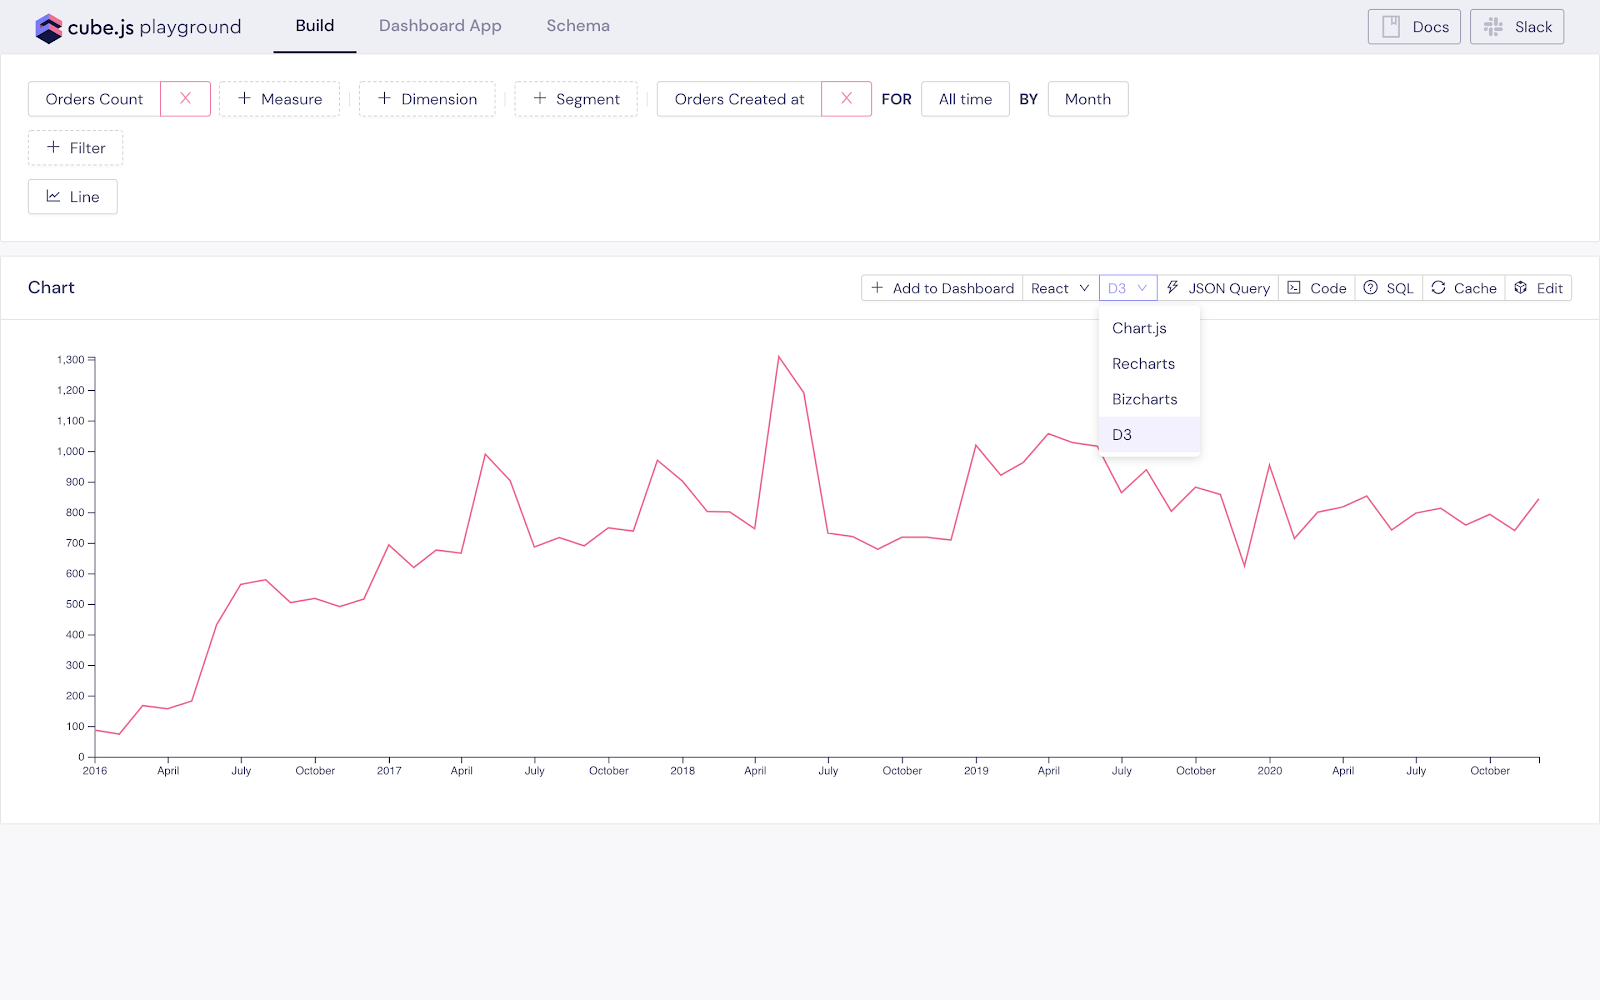 cube.js playground Build Dashboard App Schema Docs Slack
Orders Count X + Measure + Dimension + Segment Orders Created at X FOR All time BY Month
+ Filter
Line
Chart + Add to Dashboard React D3 JSON Query Code SQL Cache Edit
Chart.js
Recharts
Bizcharts
D3
1,300
1,200
1,100
1,000
900
800
700
600
500
400
300
200
100
0
2016 April July October 2017 April July October 2018 April July October 2019 April July October 2020 April July October